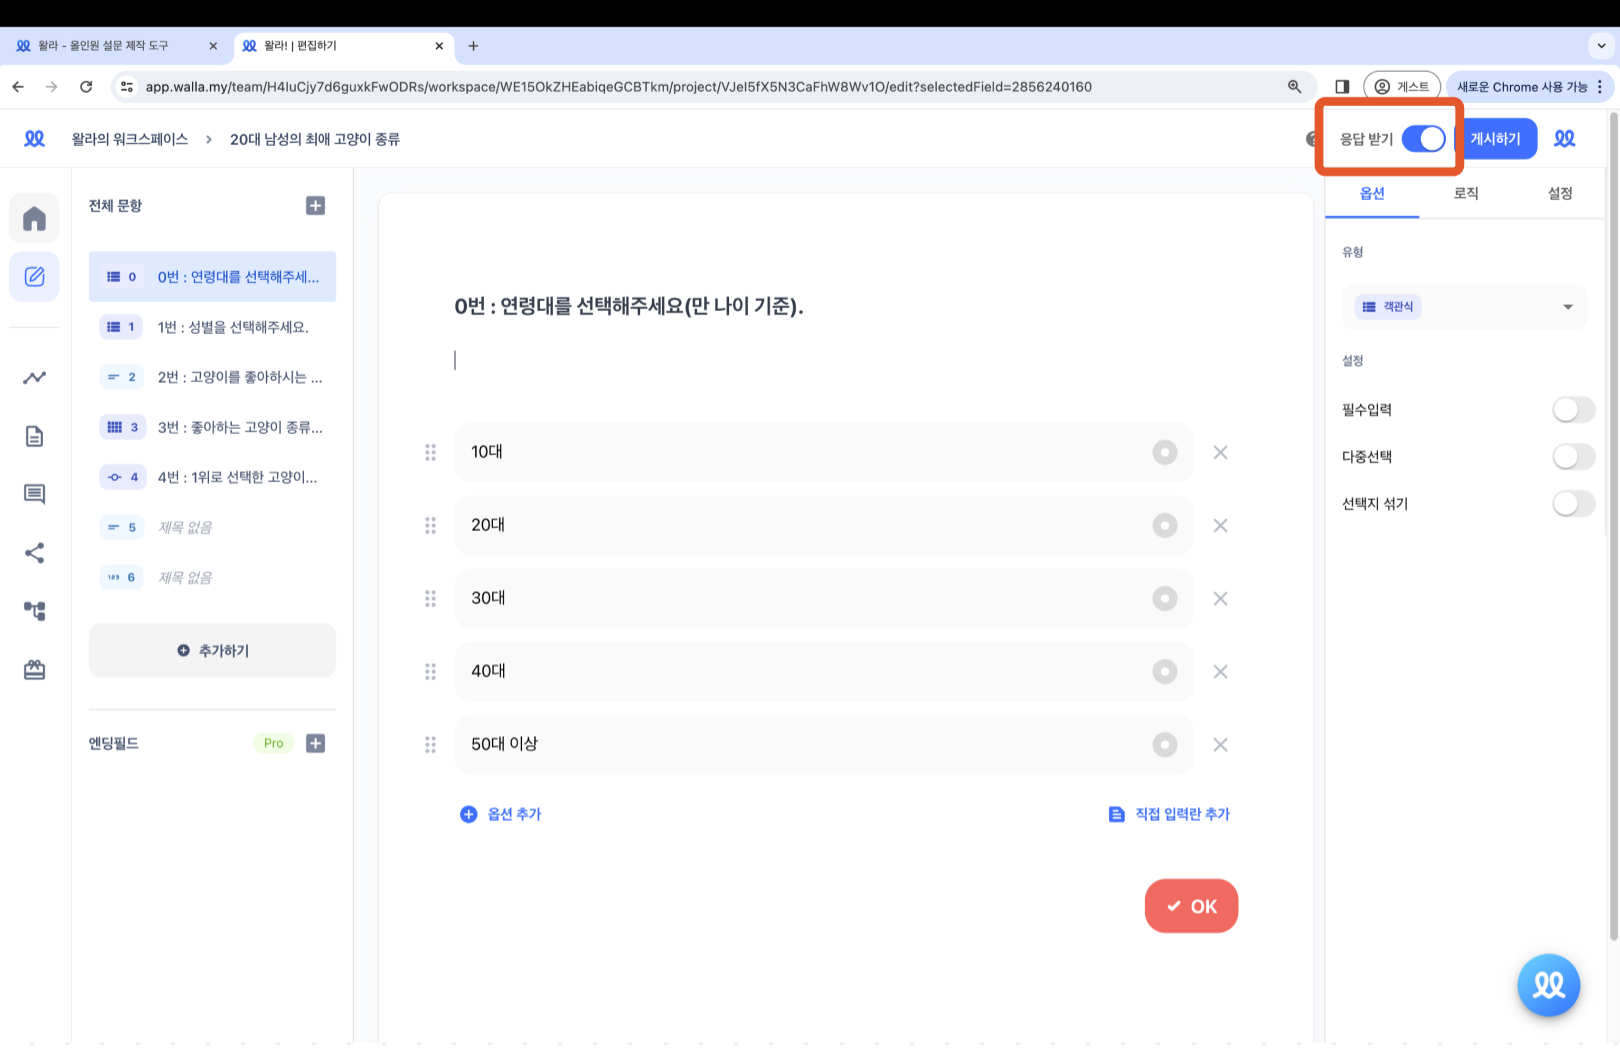 왈라 - 올인원 설문 제작 도구
왈라! | 편집하기
app.walla.my/team/H4luCjy7d6guxkFwODRs/workspace/WE15OkZHEabiqeGCBTkm/project/VJel5fX5N3CaFhW8Wv1O/edit?selectedField=2856240160
게스트
새로운 Chrome 사용 가능
왈라의 워크스페이스
20대 남성의 최애 고양이 종류
응답 받기
게시하기
전체 문항
0 0번 : 연령대를 선택해주세...
1 1번 : 성별을 선택해주세요.
2 2번 : 고양이를 좋아하시는 ...
3 3번 : 좋아하는 고양이 종류...
4 4번 : 1위로 선택한 고양이...
5 제목 없음
123 6 제목 없음
추가하기
엔딩필드 Pro
0번 : 연령대를 선택해주세요(만 나이 기준).
10대
20대
30대
40대
50대 이상
옵션 추가
직접 입력란 추가
OK
옵션 로직 설정
유형
객관식
설정
필수입력
다중선택
선택지 섞기